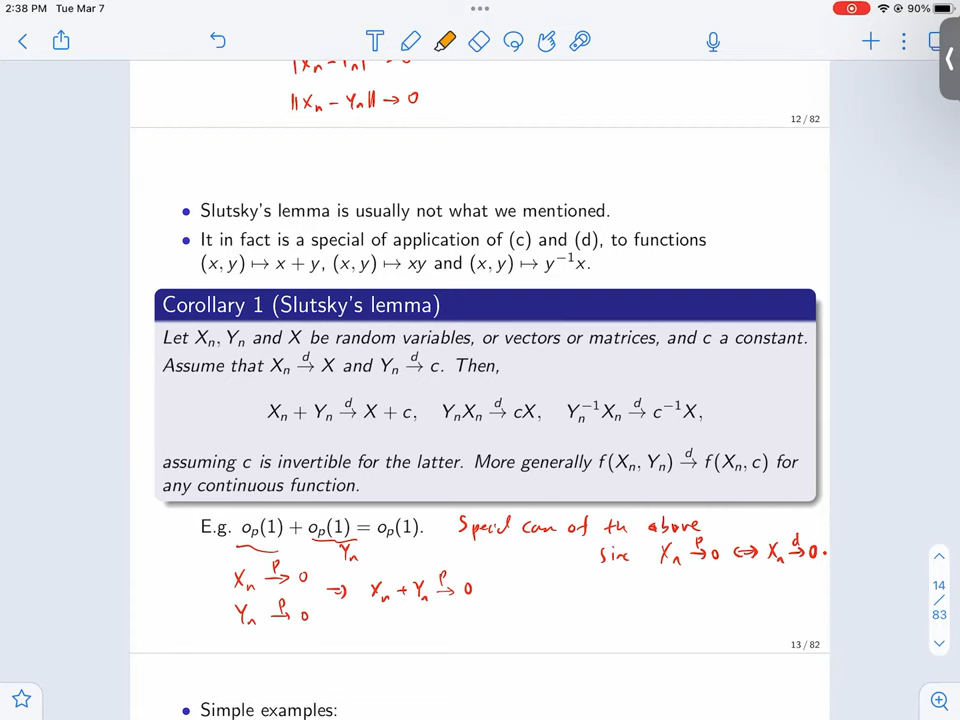 2:38 PM Tue Mar 7
90%
‖Xₙ − Yₙ‖ → 0
12 / 82
• Slutsky's lemma is usually not what we mentioned.
• It in fact is a special of application of (c) and (d), to functions
(x, y) ↦ x + y, (x, y) ↦ xy and (x, y) ↦ y⁻¹x.
Corollary 1 (Slutsky's lemma)
Let Xₙ, Yₙ and X be random variables, or vectors or matrices, and c a constant.
Assume that Xₙ →ᵈ X and Yₙ →ᵈ c. Then,
Xₙ + Yₙ →ᵈ X + c, YₙXₙ →ᵈ cX, Yₙ⁻¹Xₙ →ᵈ c⁻¹X,
assuming c is invertible for the latter. More generally f(Xₙ, Yₙ) →ᵈ f(Xₙ, c) for
any continuous function.
E.g. oₚ(1) + oₚ(1) = oₚ(1). Special of above
Yₙ Xₙ →ᵖ 0 ⟺ Xₙ →ᵈ 0.
Xₙ →ᵖ 0 ⇒ Xₙ + Yₙ →ᵖ 0
Yₙ →ᵖ 0
14
/
83
13 / 82
• Simple examples: